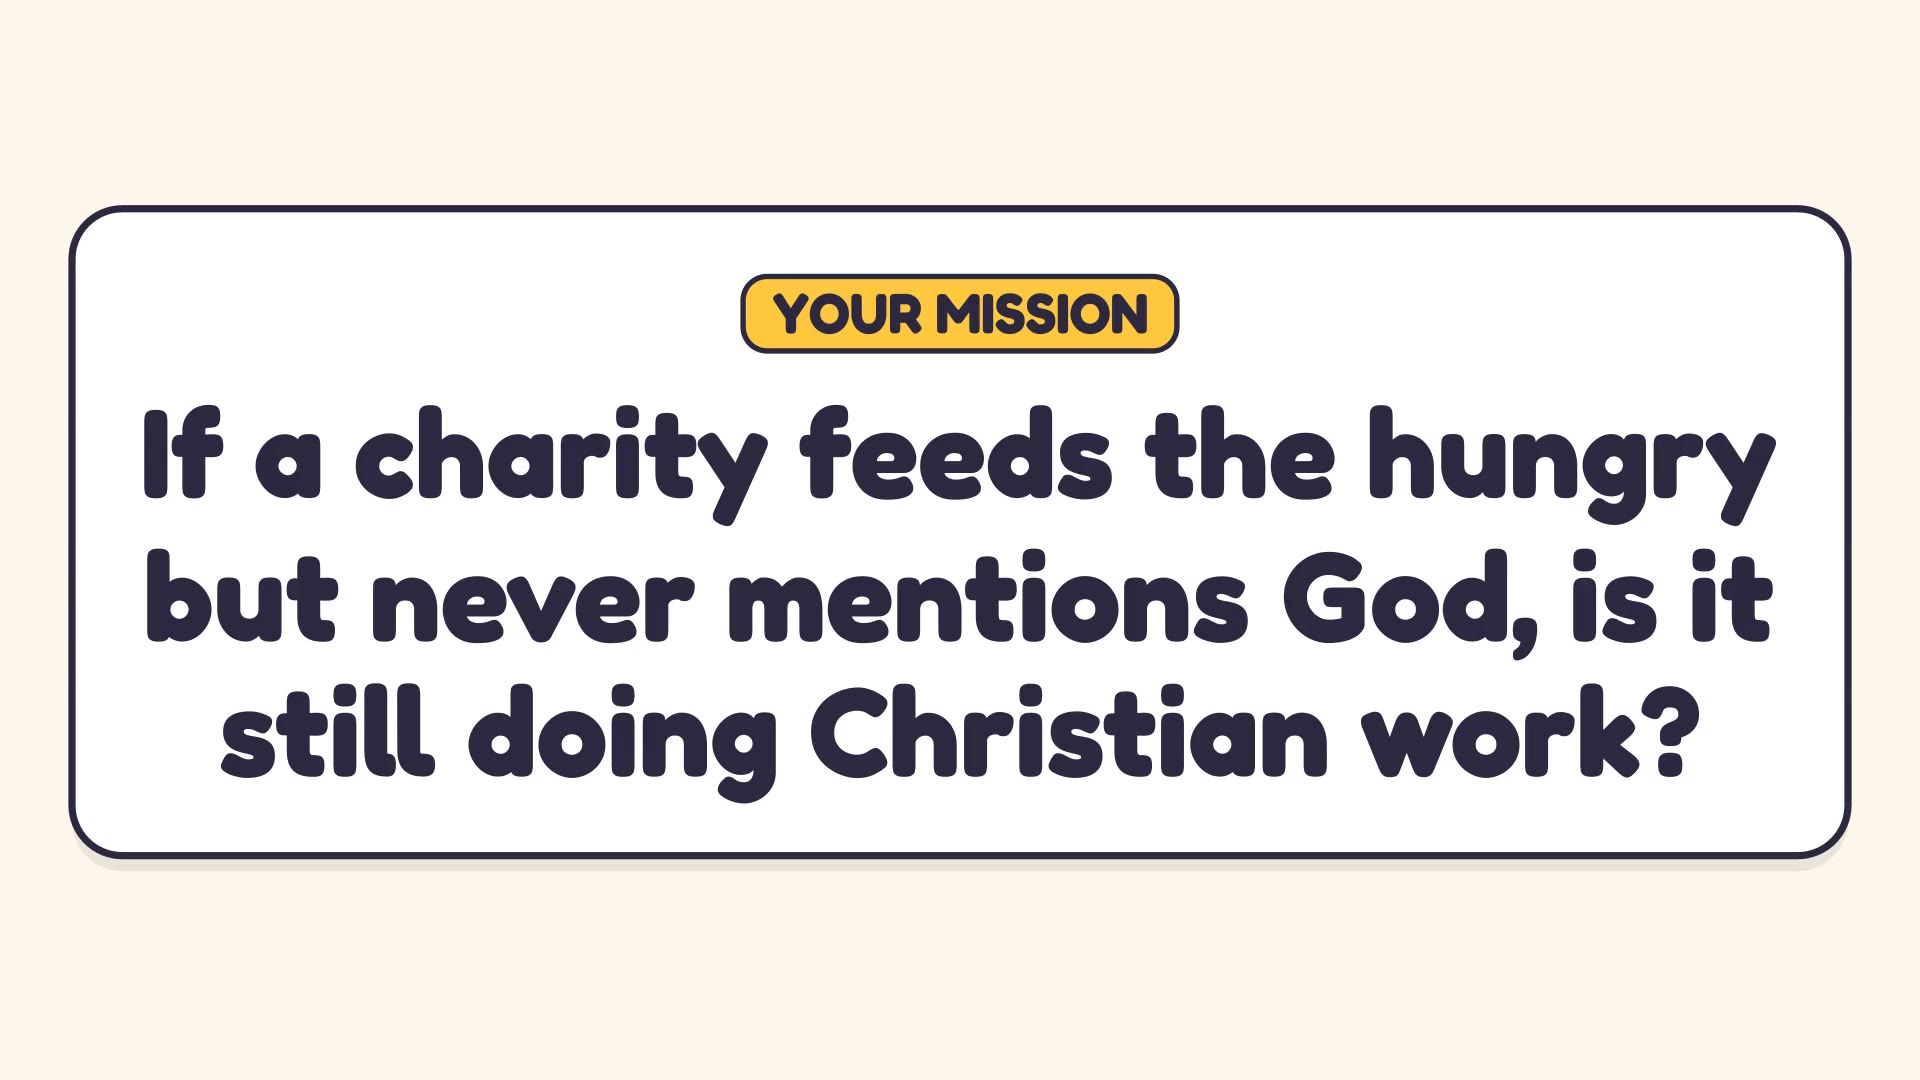 YOUR MISSION
If a charity feeds the hungry
but never mentions God, is it
still doing Christian work?